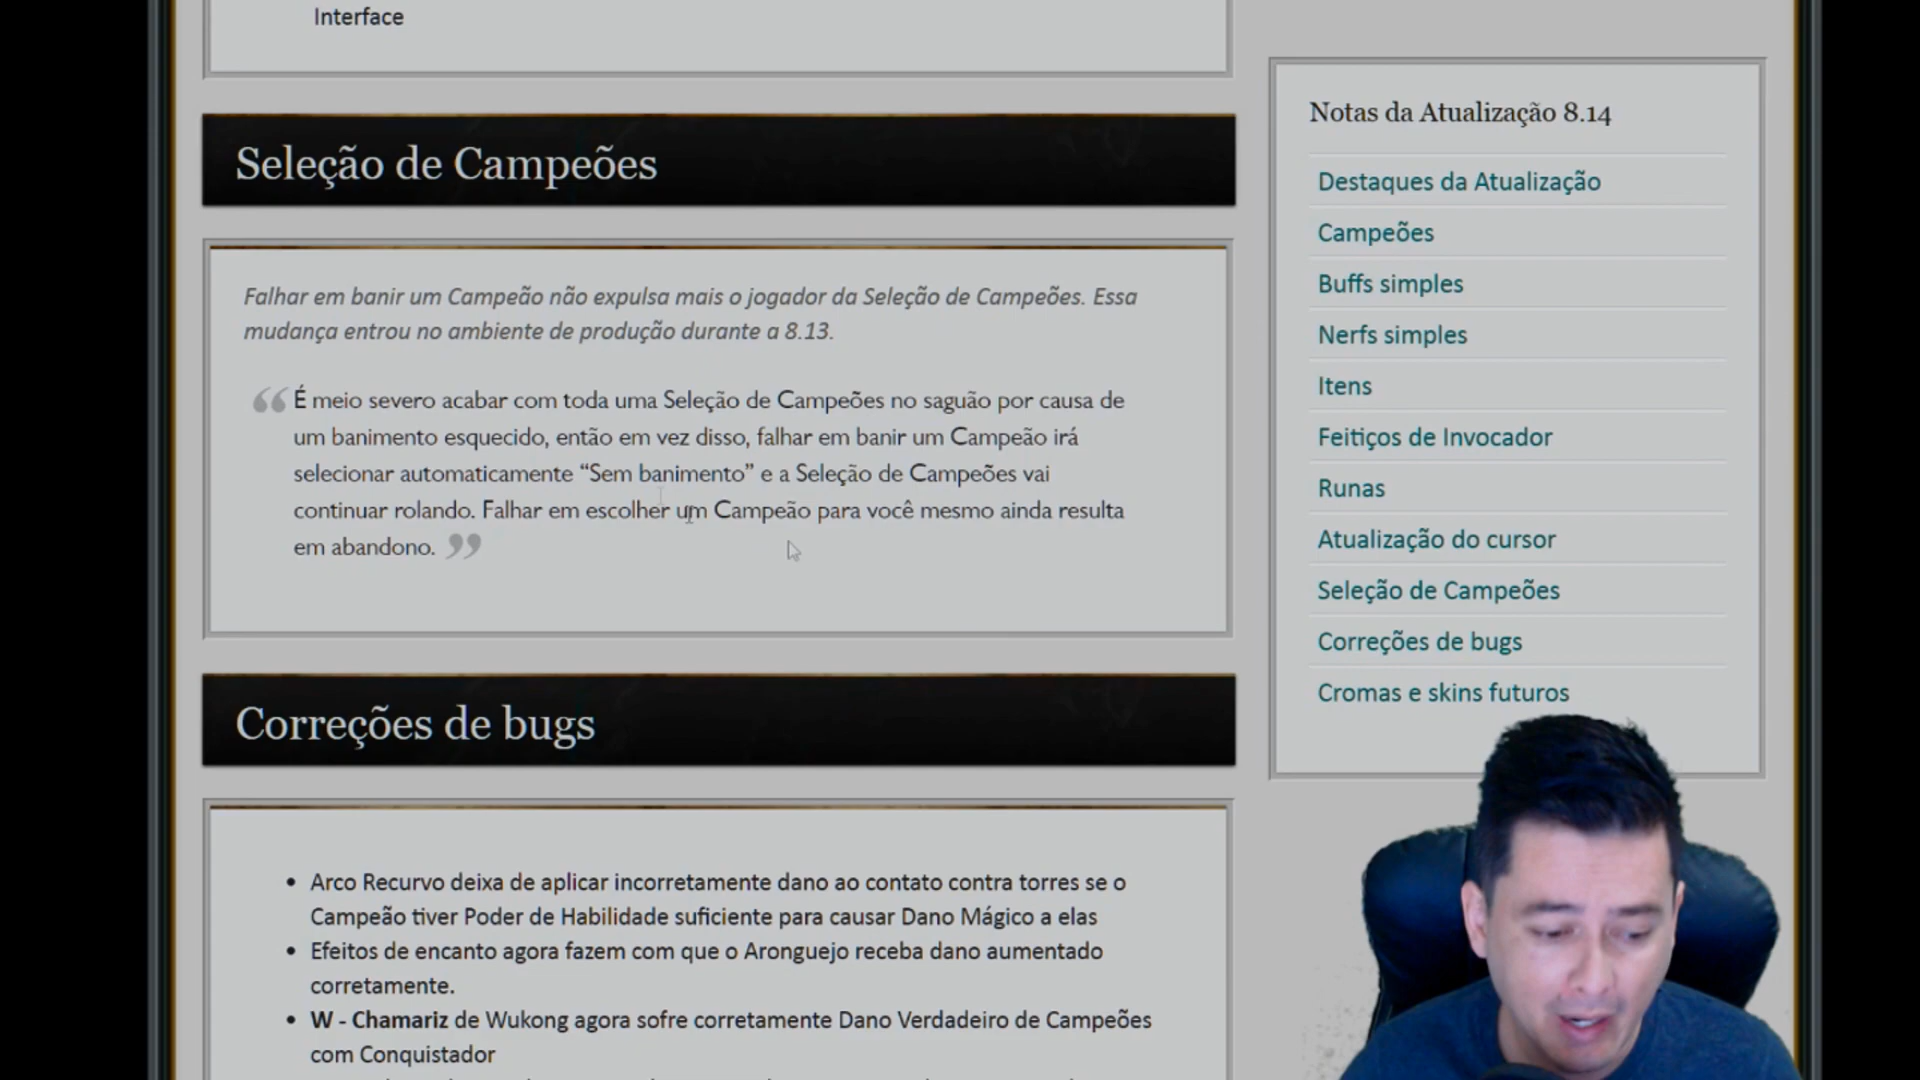 Interface
Seleção de Campeões
Falhar em banir um Campeão não expulsa mais o jogador da Seleção de Campeões. Essa
mudança entrou no ambiente de produção durante a 8.13.
“É meio severo acabar com toda uma Seleção de Campeões no saguão por causa de
um banimento esquecido, então em vez disso, falhar em banir um Campeão irá
selecionar automaticamente “Sem banimento” e a Seleção de Campeões vai
continuar rolando. Falhar em escolher um Campeão para você mesmo ainda resulta
em abandono.”
Correções de bugs
• Arco Recurvo deixa de aplicar incorretamente dano ao contato contra torres se o
Campeão tiver Poder de Habilidade suficiente para causar Dano Mágico a elas
• Efeitos de encanto agora fazem com que o Aronguejo receba dano aumentado
corretamente.
• W - Chamariz de Wukong agora sofre corretamente Dano Verdadeiro de Campeões
com Conquistador
Notas da Atualização 8.14
Destaques da Atualização
Campeões
Buffs simples
Nerfs simples
Itens
Feitiços de Invocador
Runas
Atualização do cursor
Seleção de Campeões
Correções de bugs
Cromas e skins futuros